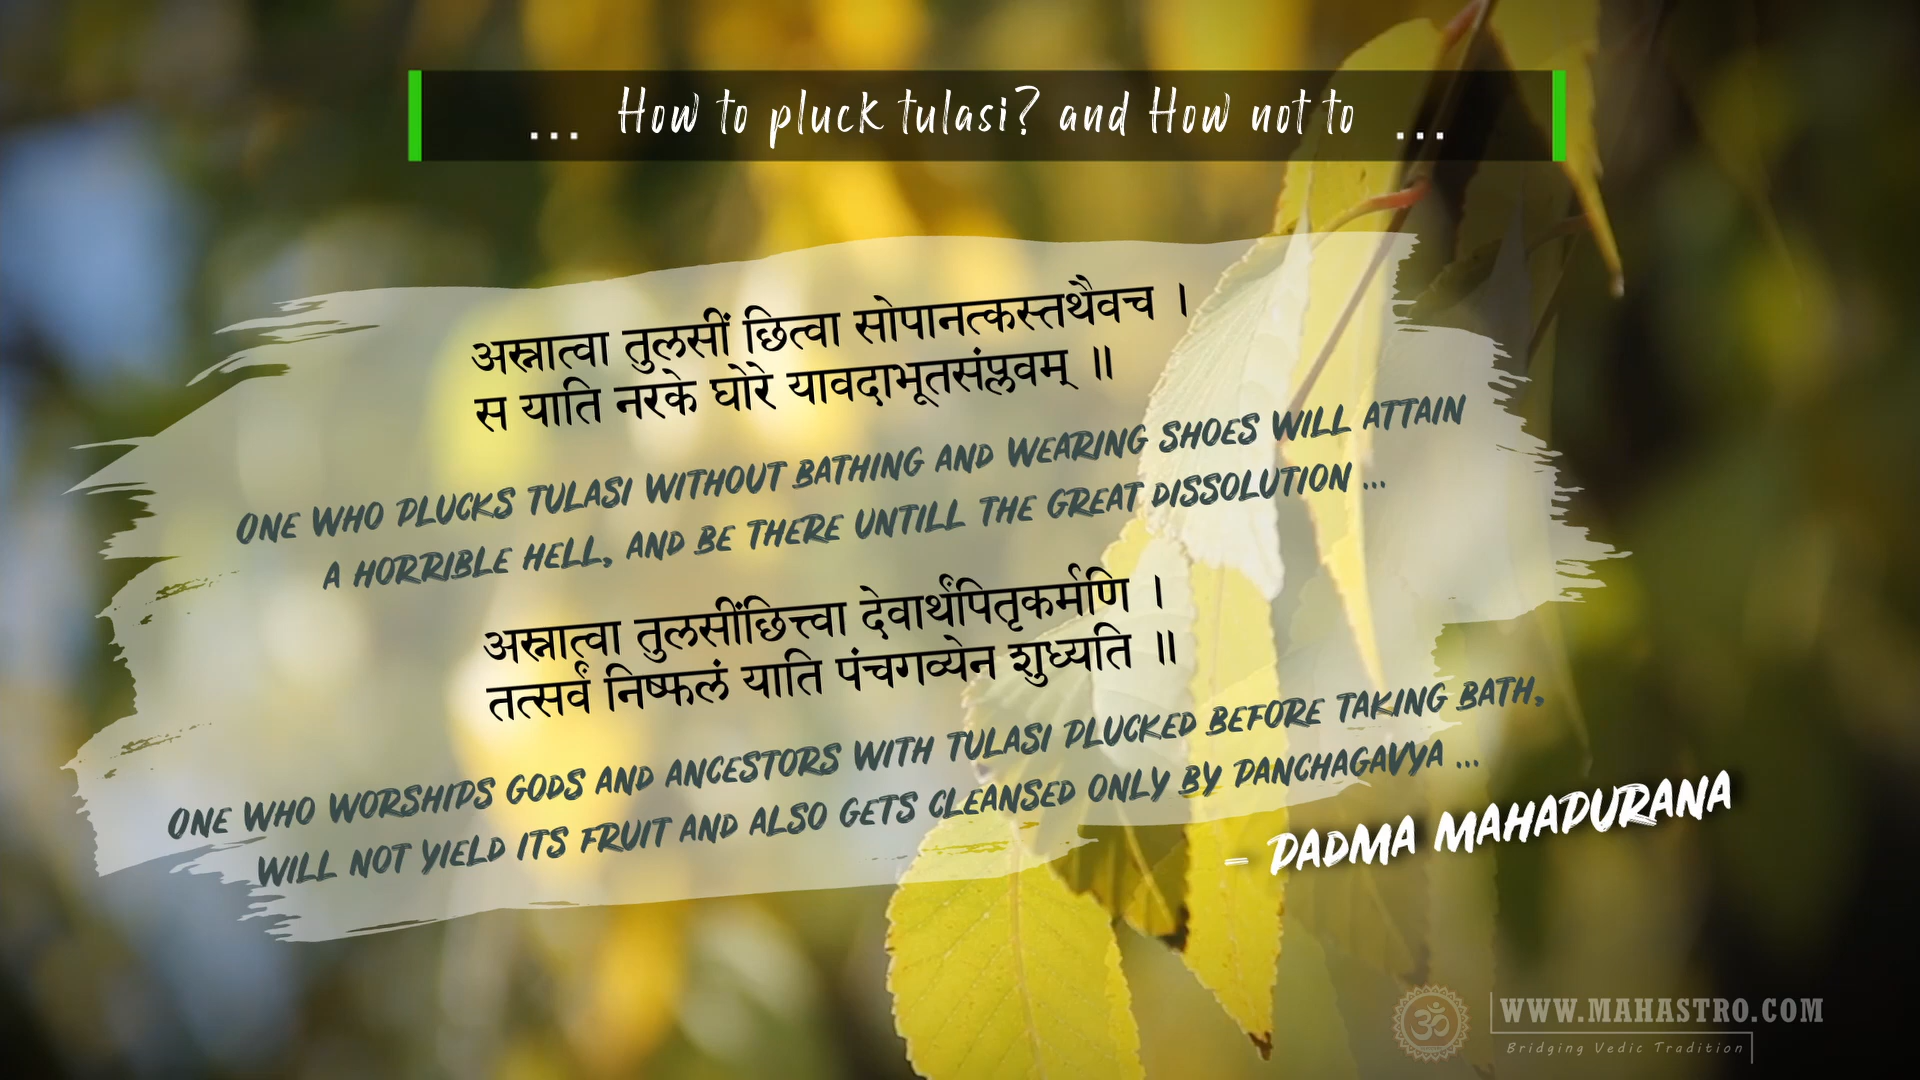 ... How to pluck tulasi? and How not to ...
अस्नात्वा तुलसीं छित्वा सोपानत्कस्तथैवच ।
स याति नरके घोरे यावदाभूतसंप्लवम् ॥
ONE WHO PLUCKS TULASI WITHOUT BATHING AND WEARING SHOES WILL ATTAIN
A HORRIBLE HELL, AND BE THERE UNTILL THE GREAT DISSOLUTION ...
अस्नात्वा तुलसींछित्त्वा देवार्थंपितृकर्मणि ।
तत्सर्वं निष्फलं याति पंचगव्येन शुध्यति ॥
ONE WHO WORSHIPS GODS AND ANCESTORS WITH TULASI PLUCKED BEFORE TAKING BATH,
WILL NOT YIELD ITS FRUIT AND ALSO GETS CLEANSED ONLY BY PANCHAGAVYA ...
- PADMA MAHAPURANA
ॐ
WWW.MAHASTRO.COM
Bridging Vedic Tradition